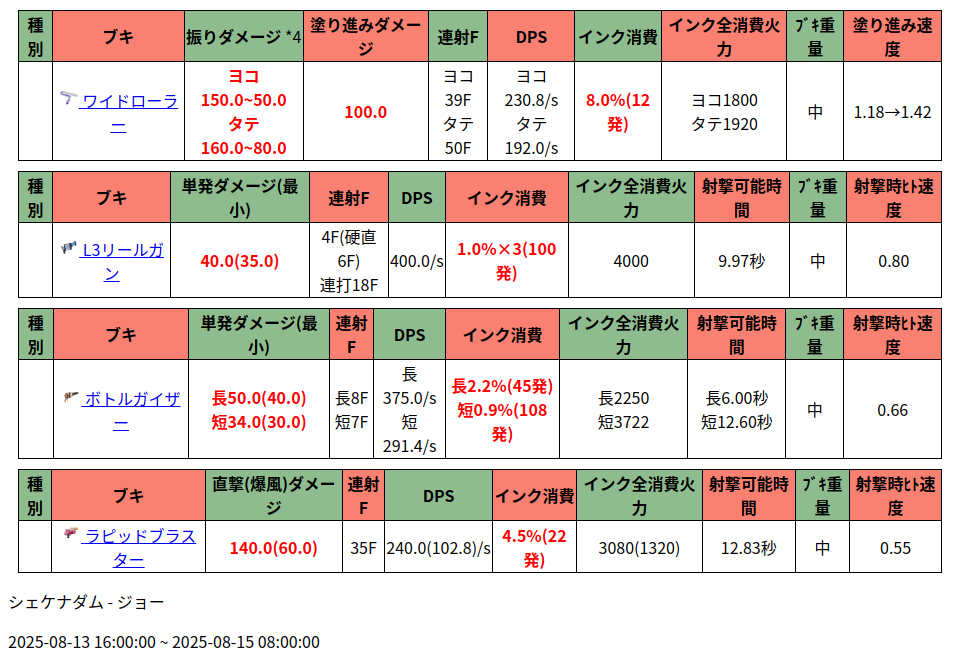 種別 ブキ 振りダメージ *4 塗り進みダメージ 連射F DPS インク消費 インク全消費火力 ﾌﾞｷ重量 塗り進み速度
ワイドローラー ヨコ 150.0~50.0 タテ 160.0~80.0 100.0 ヨコ 39F タテ 50F ヨコ 230.8/s タテ 192.0/s 8.0%(12発) ヨコ1800 タテ1920 中 1.18→1.42
種別 ブキ 単発ダメージ(最小) 連射F DPS インク消費 インク全消費火力 射撃可能時間 ﾌﾞｷ重量 射撃時ﾋﾄ速度
L3リールガン 40.0(35.0) 4F(硬直6F) 連打18F 400.0/s 1.0%×3(100発) 4000 9.97秒 中 0.80
種別 ブキ 単発ダメージ(最小) 連射F DPS インク消費 インク全消費火力 射撃可能時間 ﾌﾞｷ重量 射撃時ﾋﾄ速度
ボトルガイザー 長50.0(40.0) 短34.0(30.0) 長8F 短7F 長 375.0/s 短 291.4/s 長2.2%(45発) 短0.9%(108発) 長2250 短3722 長6.00秒 短12.60秒 中 0.66
種別 ブキ 直撃(爆風)ダメージ 連射F DPS インク消費 インク全消費火力 射撃可能時間 ﾌﾞｷ重量 射撃時ﾋﾄ速度
ラピッドブラスター 140.0(60.0) 35F 240.0(102.8)/s 4.5%(22発) 3080(1320) 12.83秒 中 0.55
シェケナダム - ジョー
2025-08-13 16:00:00 ~ 2025-08-15 08:00:00